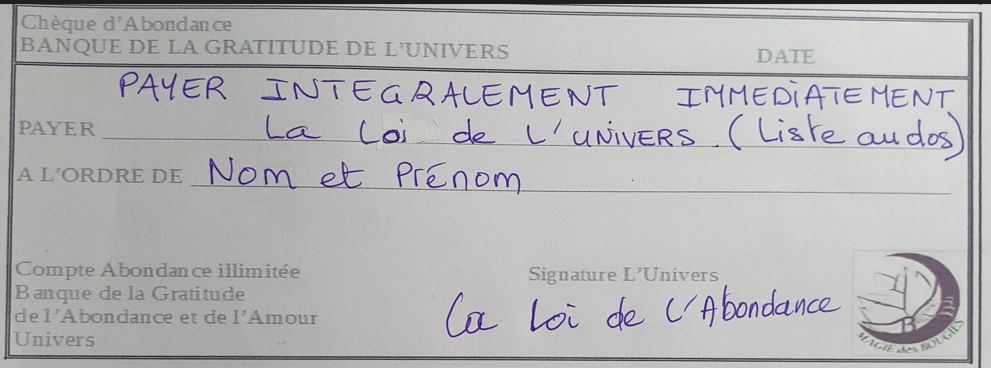 Chèque d'Abondance
BANQUE DE LA GRATITUDE DE L'UNIVERS DATE
PAYER INTEGRALEMENT IMMEDIATEMENT
PAYER La Loi de L'UNIVERS. (Liste au dos)
A L'ORDRE DE Nom et Prénom
Compte Abondance illimitée Signature L'Univers
Banque de la Gratitude
de l'Abondance et de l'Amour La Loi de L'Abondance
Univers
MAGIE des BOUGIES